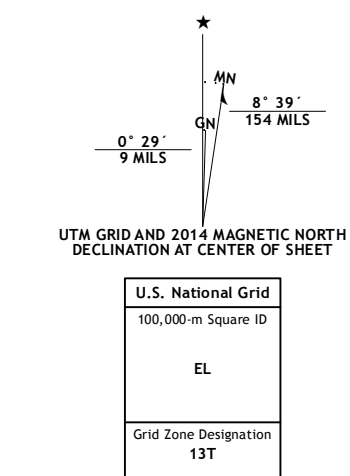 ★
MN
8° 39´
154 MILS
GN
0° 29´
9 MILS
UTM GRID AND 2014 MAGNETIC NORTH
DECLINATION AT CENTER OF SHEET
U.S. National Grid
100,000-m Square ID
EL
Grid Zone Designation
13T